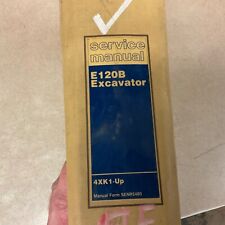 service
manual
E120B
Excavator
4XK1-Up